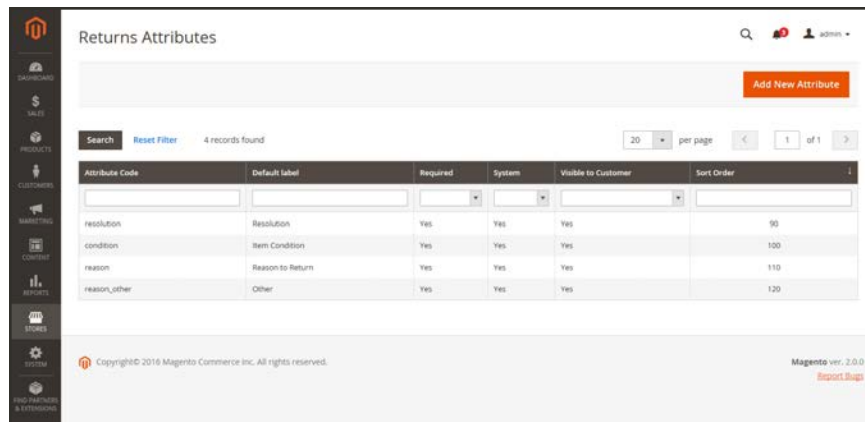 Returns Attributes
3
admin
Add New Attribute
Search Reset Filter 4 records found 20 per page 1 of 1
Attribute Code Default label Required System Visible to Customer Sort Order
resolution Resolution Yes Yes Yes 90
condition Item Condition Yes Yes Yes 100
reason Reason to Return Yes Yes Yes 110
reason_other Other Yes Yes Yes 120
DASHBOARD
SALES
PRODUCTS
CUSTOMERS
MARKETING
CONTENT
REPORTS
STORES
SYSTEM
FIND PARTNERS
& EXTENSIONS
Copyright© 2016 Magento Commerce Inc. All rights reserved.
Magento ver. 2.0.0
Report Bugs